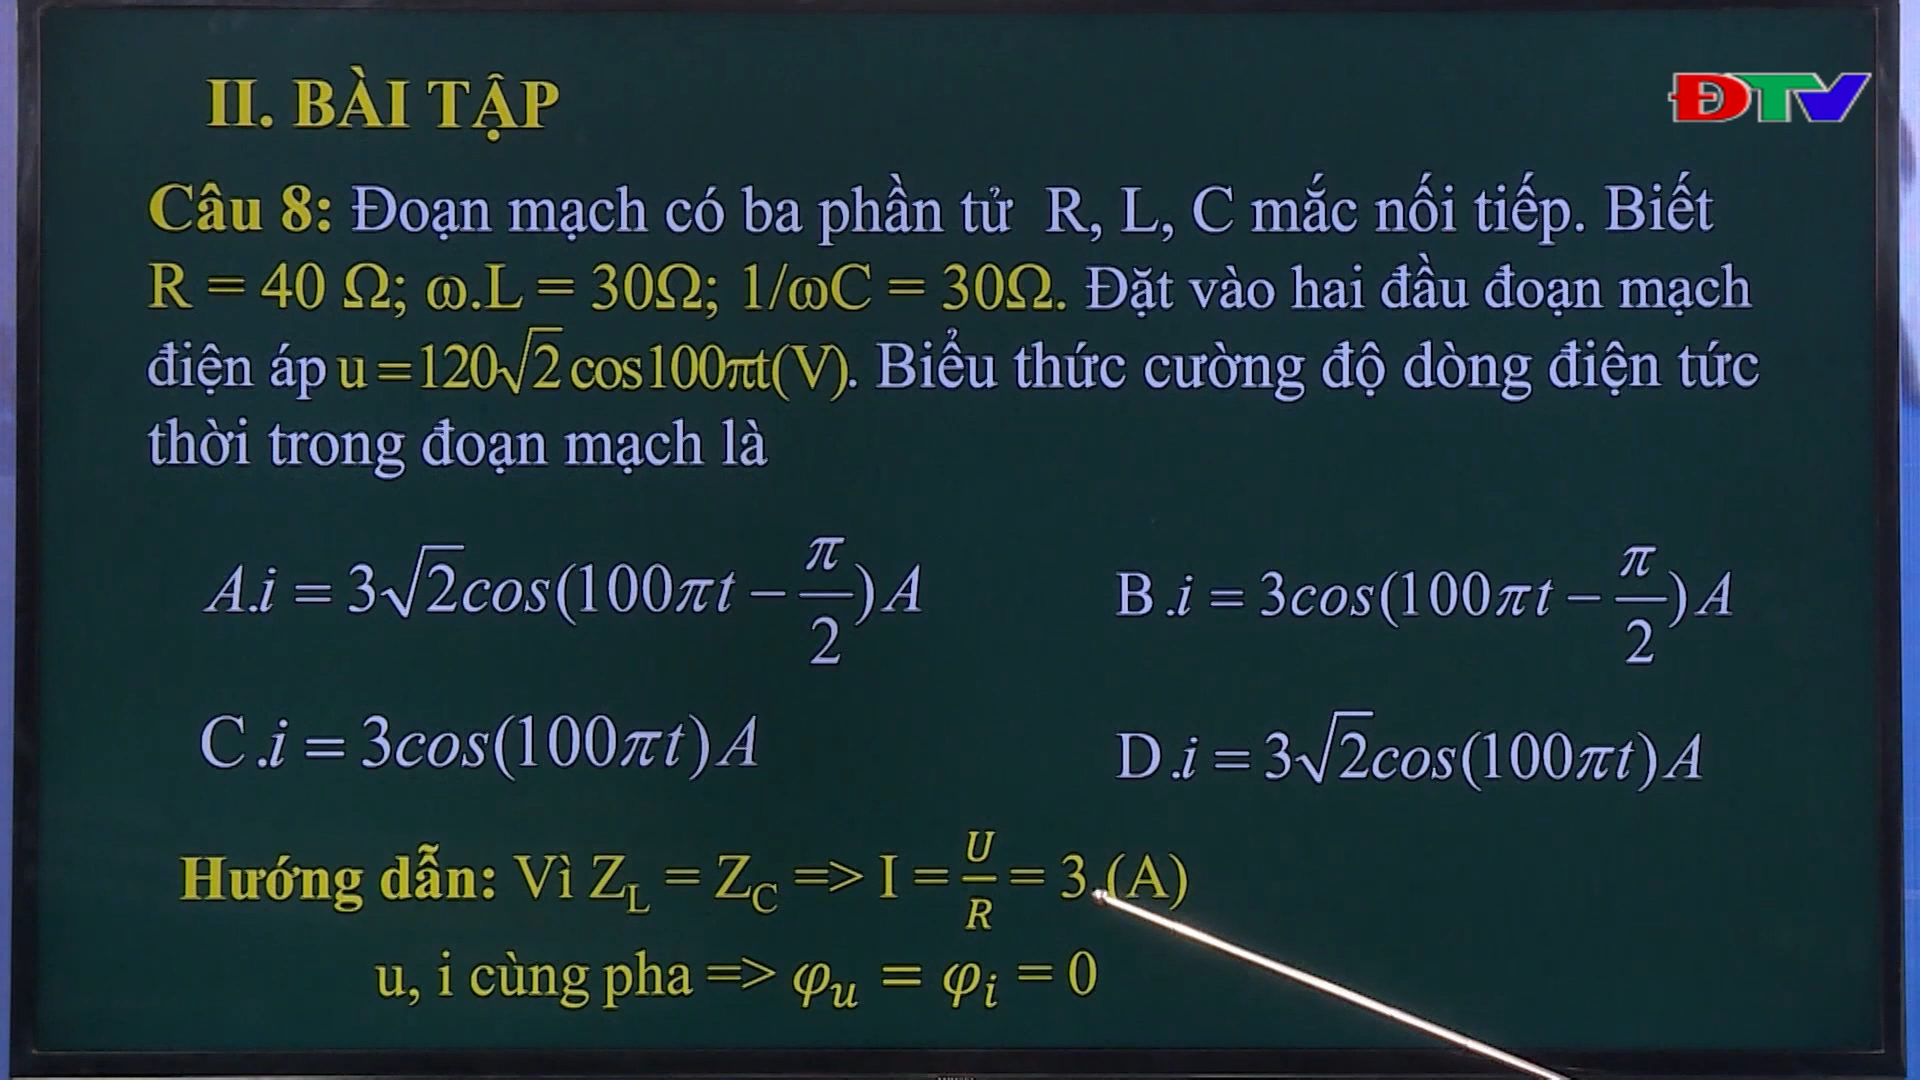 ĐTV
II. BÀI TẬP
Câu 8: Đoạn mạch có ba phần tử R, L, C mắc nối tiếp. Biết
R = 40 Ω; ω.L = 30Ω; 1/ωC = 30Ω. Đặt vào hai đầu đoạn mạch
điện áp u = 120√2 cos100πt(V). Biểu thức cường độ dòng điện tức
thời trong đoạn mạch là
A.i = 3√2cos(100πt − π/2)A
B.i = 3cos(100πt − π/2)A
C.i = 3cos(100πt)A
D.i = 3√2cos(100πt)A
Hướng dẫn: Vì Z_L = Z_C => I = U/R = 3 (A)
u, i cùng pha => φ_u = φ_i = 0